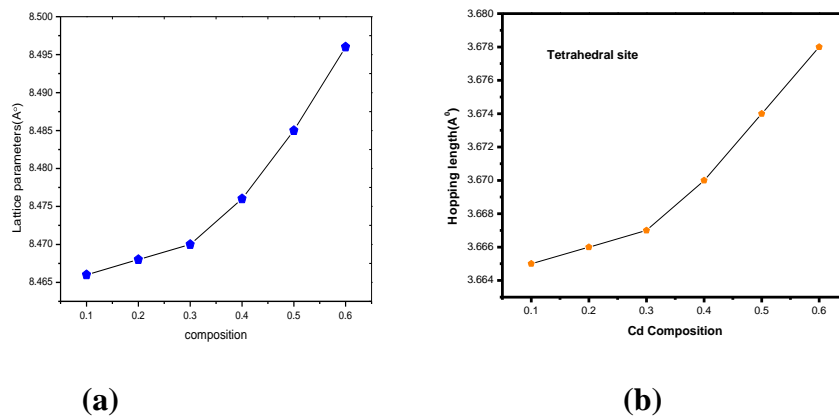 8.500
8.495
8.490
8.485
8.480
8.475
8.470
8.465
Lattice parameters(A°)
0.1 0.2 0.3 0.4 0.5 0.6
composition
(a)
3.680
3.678
3.676
3.674
3.672
3.670
3.668
3.666
3.664
Hopping length(A⁰)
Tetrahedral site
0.1 0.2 0.3 0.4 0.5 0.6
Cd Composition
(b)